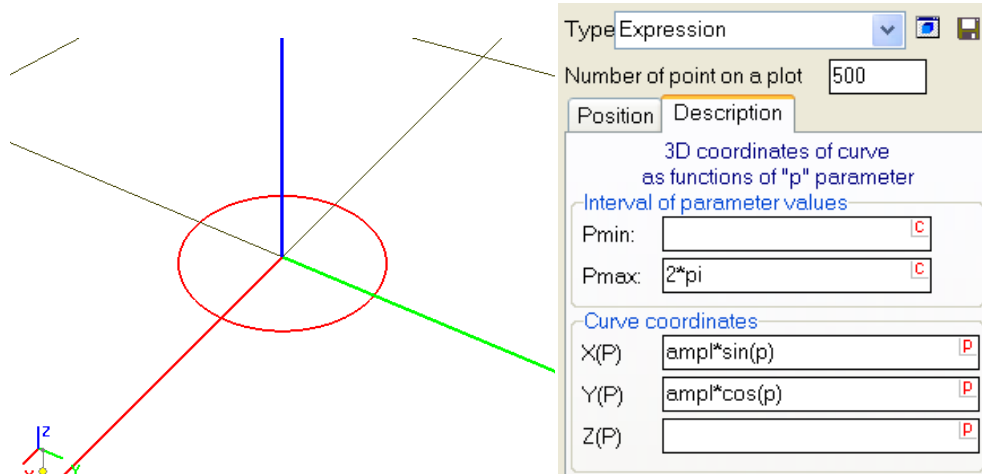 Type Expression
Number of point on a plot 500
Position Description
3D coordinates of curve
as functions of "p" parameter
Interval of parameter values
Pmin: C
Pmax: 2*pi C
Curve coordinates
X(P) ampl*sin(p) P
Y(P) ampl*cos(p) P
Z(P) P
Z
X Y